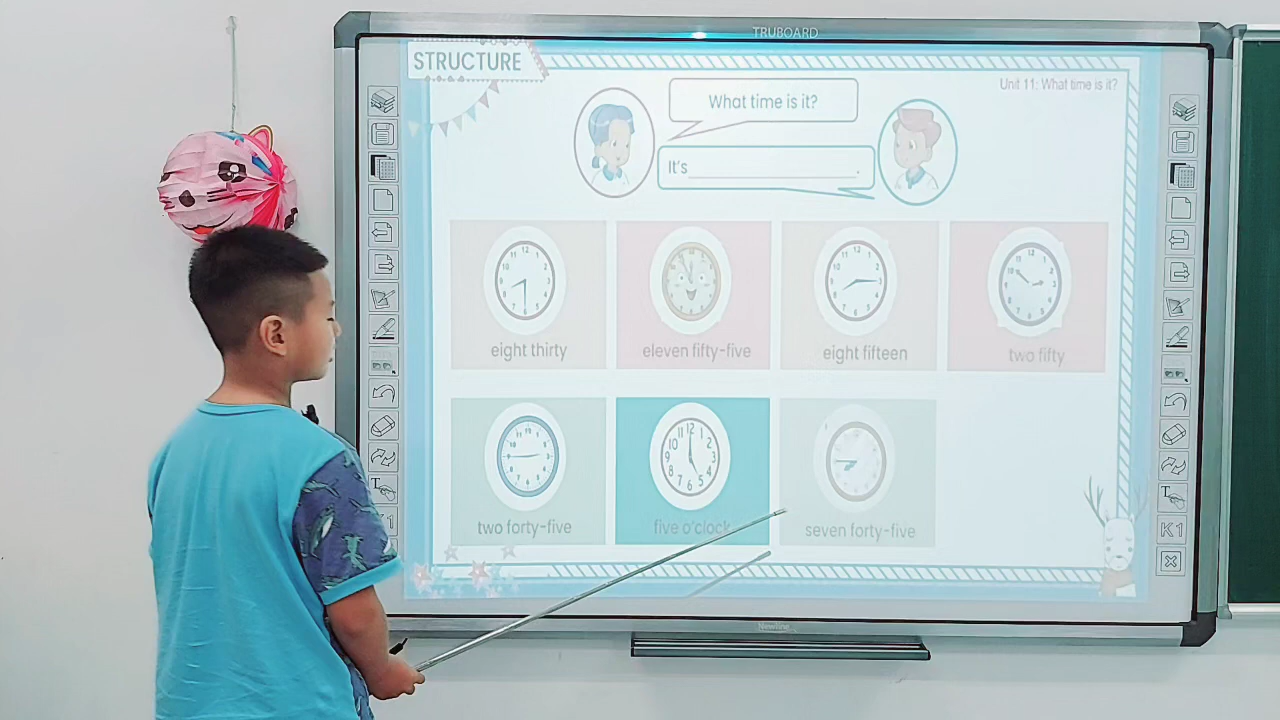 TRUBOARD
STRUCTURE
Unit 11: What time is it?
What time is it?
It's
eight thirty
eleven fifty-five
eight fifteen
two fifty
two forty-five
five o'clock
seven forty-five
K1
Newline